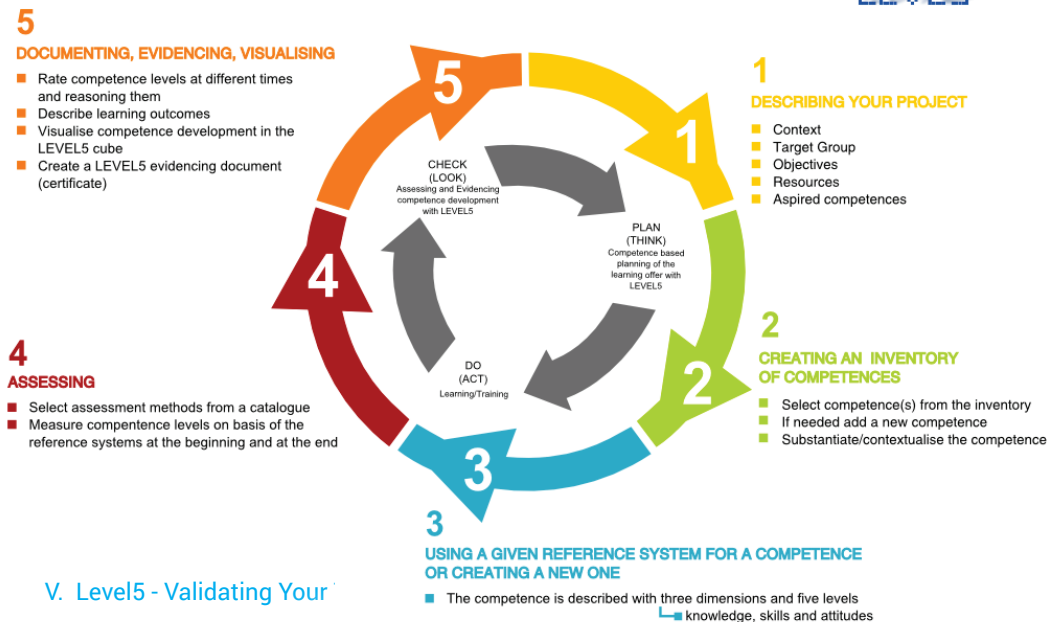 5
DOCUMENTING, EVIDENCING, VISUALISING
Rate competence levels at different times
and reasoning them
Describe learning outcomes
Visualise competence development in the
LEVEL5 cube
Create a LEVEL5 evidencing document
(certificate)
1
DESCRIBING YOUR PROJECT
Context
Target Group
Objectives
Resources
Aspired competences
5
1
CHECK
(LOOK)
Assessing and Evidencing
competence development
with LEVEL5
PLAN
(THINK)
Competence based
planning of the
learning offer with
LEVEL5
4
2
DO
(ACT)
Learning/Training
3
2
CREATING AN INVENTORY
OF COMPETENCES
Select competence(s) from the inventory
If needed add a new competence
Substantiate/contextualise the competence
4
ASSESSING
Select assessment methods from a catalogue
Measure compentence levels on basis of the
reference systems at the beginning and at the end
3
USING A GIVEN REFERENCE SYSTEM FOR A COMPETENCE
OR CREATING A NEW ONE
The competence is described with three dimensions and five levels
knowledge, skills and attitudes
V. Level5 - Validating Your